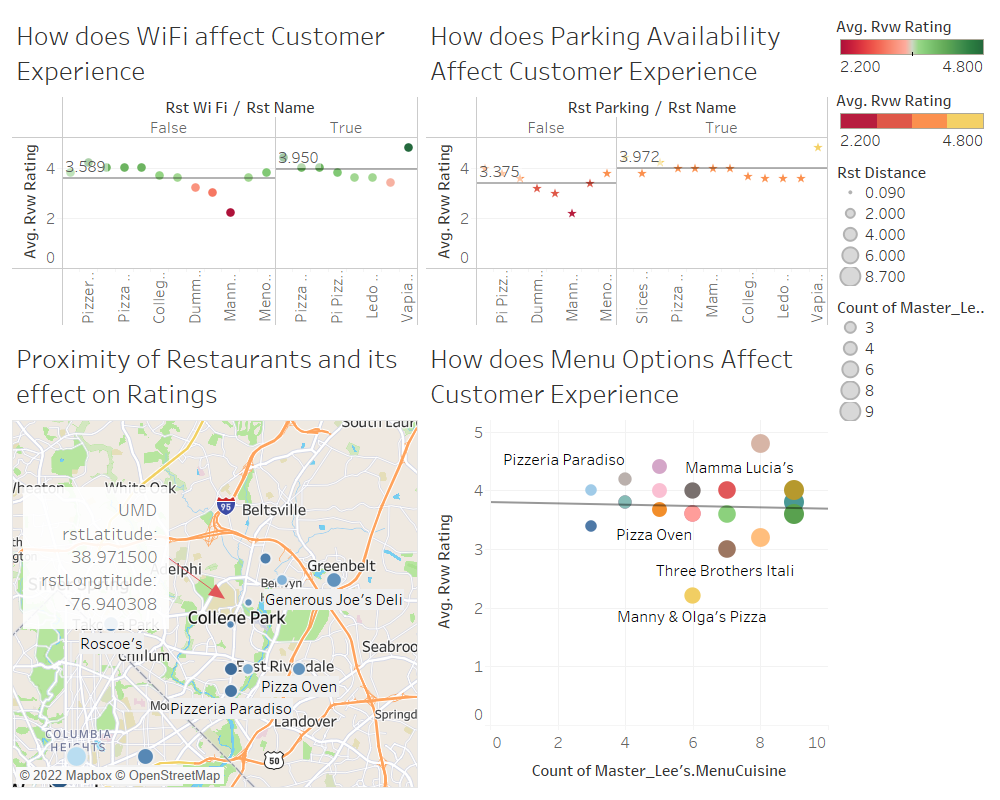 How does WiFi affect Customer
Experience
Rst Wi Fi / Rst Name
False
True
Avg. Rvw Rating
4
2
0
3.589
3.950
Pizzer..
Pizza ..
Colleg..
Dumm..
Mann..
Meno..
Pizza ..
Pi Pizz..
Ledo ..
Vapia..
How does Parking Availability
Affect Customer Experience
Rst Parking / Rst Name
False
True
Avg. Rvw Rating
4
2
0
3.375
3.972
Pi Pizz..
Dumm..
Mann..
Meno..
Slices ..
Pizza ..
Mam..
Colleg..
Ledo ..
Vapia..
Avg. Rvw Rating
2.200
4.800
Avg. Rvw Rating
2.200
4.800
Rst Distance
0.090
2.000
4.000
6.000
8.700
Count of Master_Le..
3
4
6
8
9
Proximity of Restaurants and its
effect on Ratings
South Laur
Wheaton
White Oak
95
Beltsville
UMD
rstLatitude:
38.971500
rstLongtitude:
-76.940308
Adelphi
Greenbelt
Generous Joe's Deli
College Park
Takoma Park
Roscoe's
Chillum
East Riverdale
Seabroo
Pizza Oven
Pizzeria Paradiso
Springd
Landover
COLUMBIA
HEIGHTS
50
© 2022 Mapbox © OpenStreetMap
How does Menu Options Affect
Customer Experience
Avg. Rvw Rating
5
4
3
2
1
0
Pizzeria Paradiso
Mamma Lucia's
Pizza Oven
Three Brothers Itali
Manny & Olga's Pizza
0
2
4
6
8
10
Count of Master_Lee's.MenuCuisine